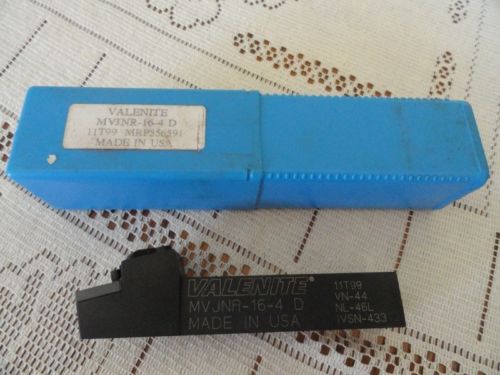 VALENITE
MVJNR-16-4 D
11T99 MRP556591
MADE IN USA
VALENITE®
MVJNR-16-4 D
MADE IN USA
11T99
VN-44
NL-46L
IVSN-433